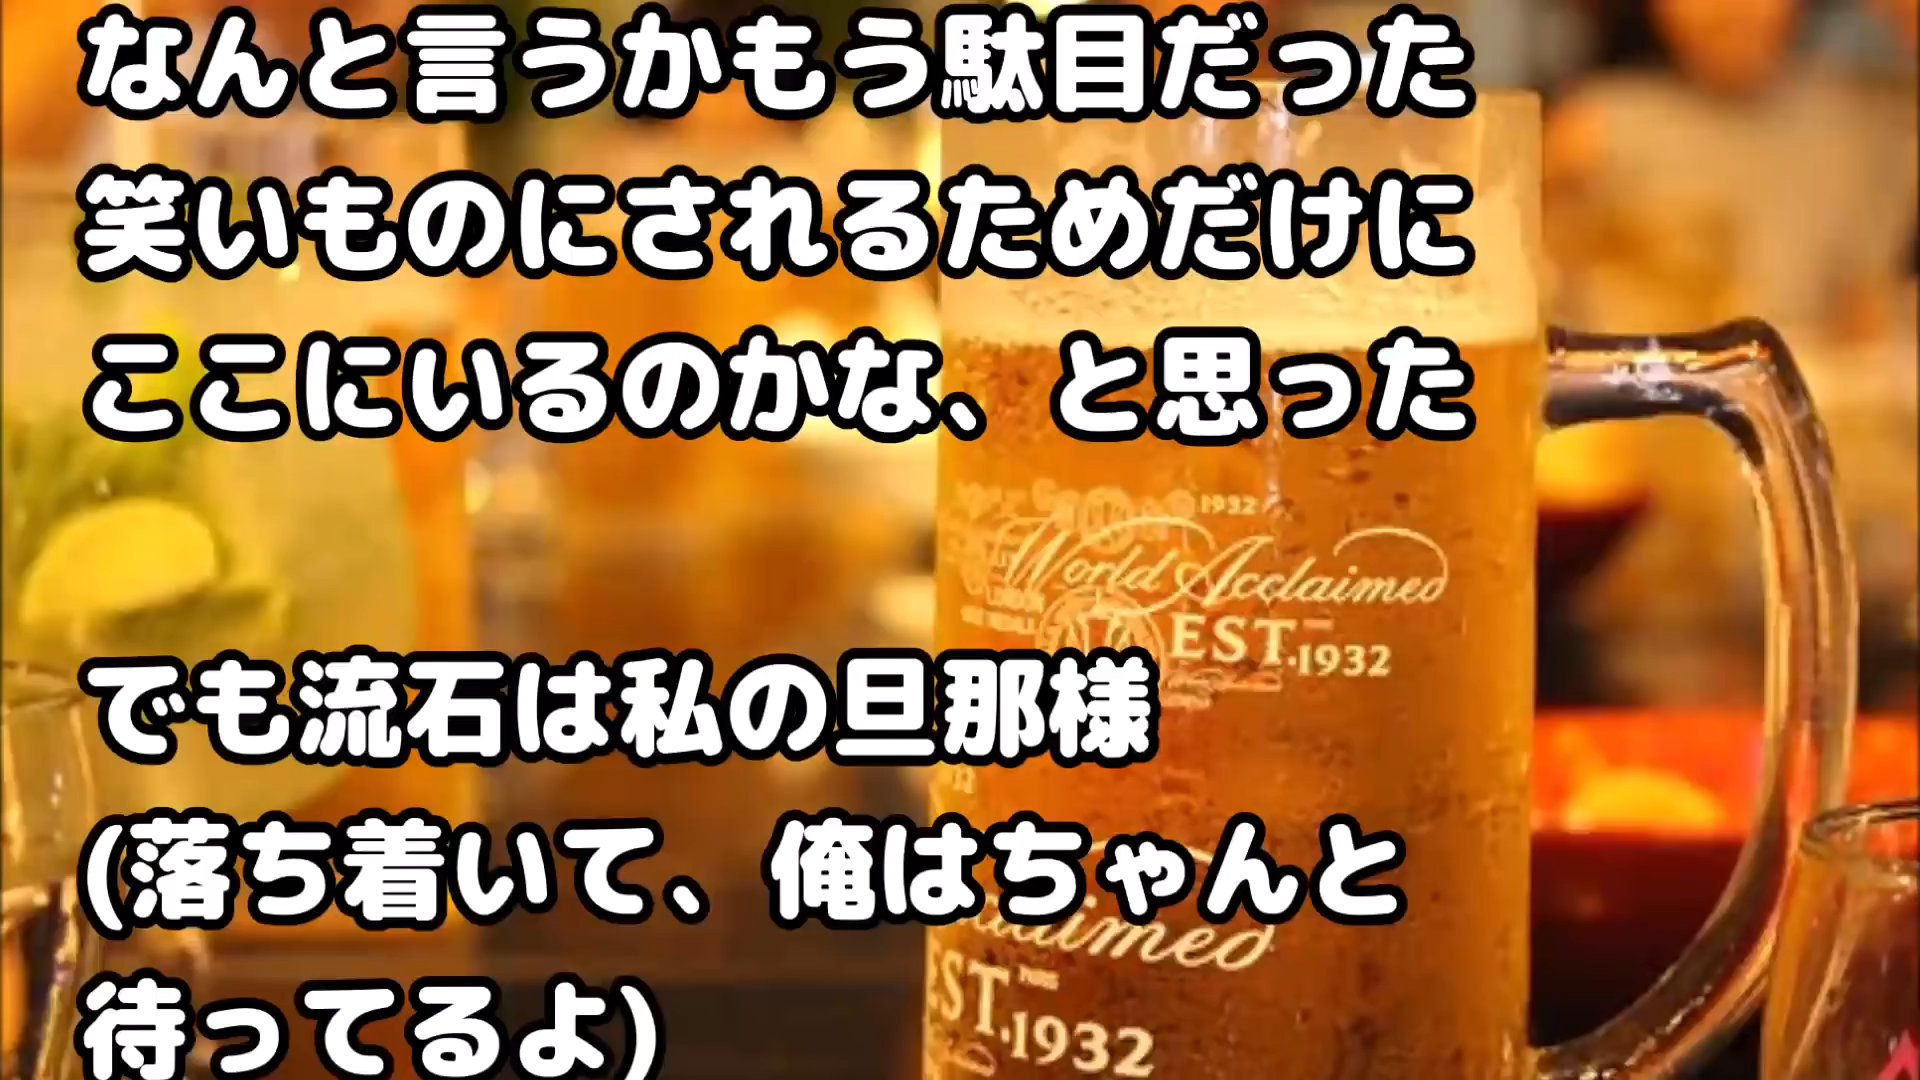 なんと言うかもう駄目だった
笑いものにされるためだけに
ここにいるのかな、と思った
でも流石は私の旦那様
(落ち着いて、俺はちゃんと
待ってるよ)
1932
World Acclaimed
LONDON
EST.1932
EST.1932